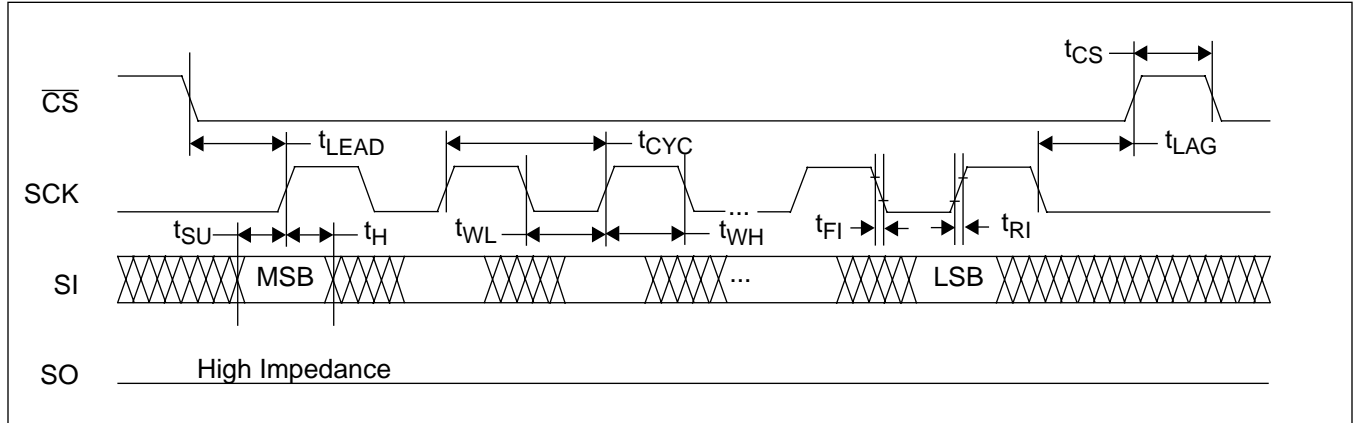 tCS
CS
tLEAD
tCYC
tLAG
SCK
...
tSU
tH
tWL
tWH
tFI
tRI
SI
MSB
...
LSB
SO
High Impedance